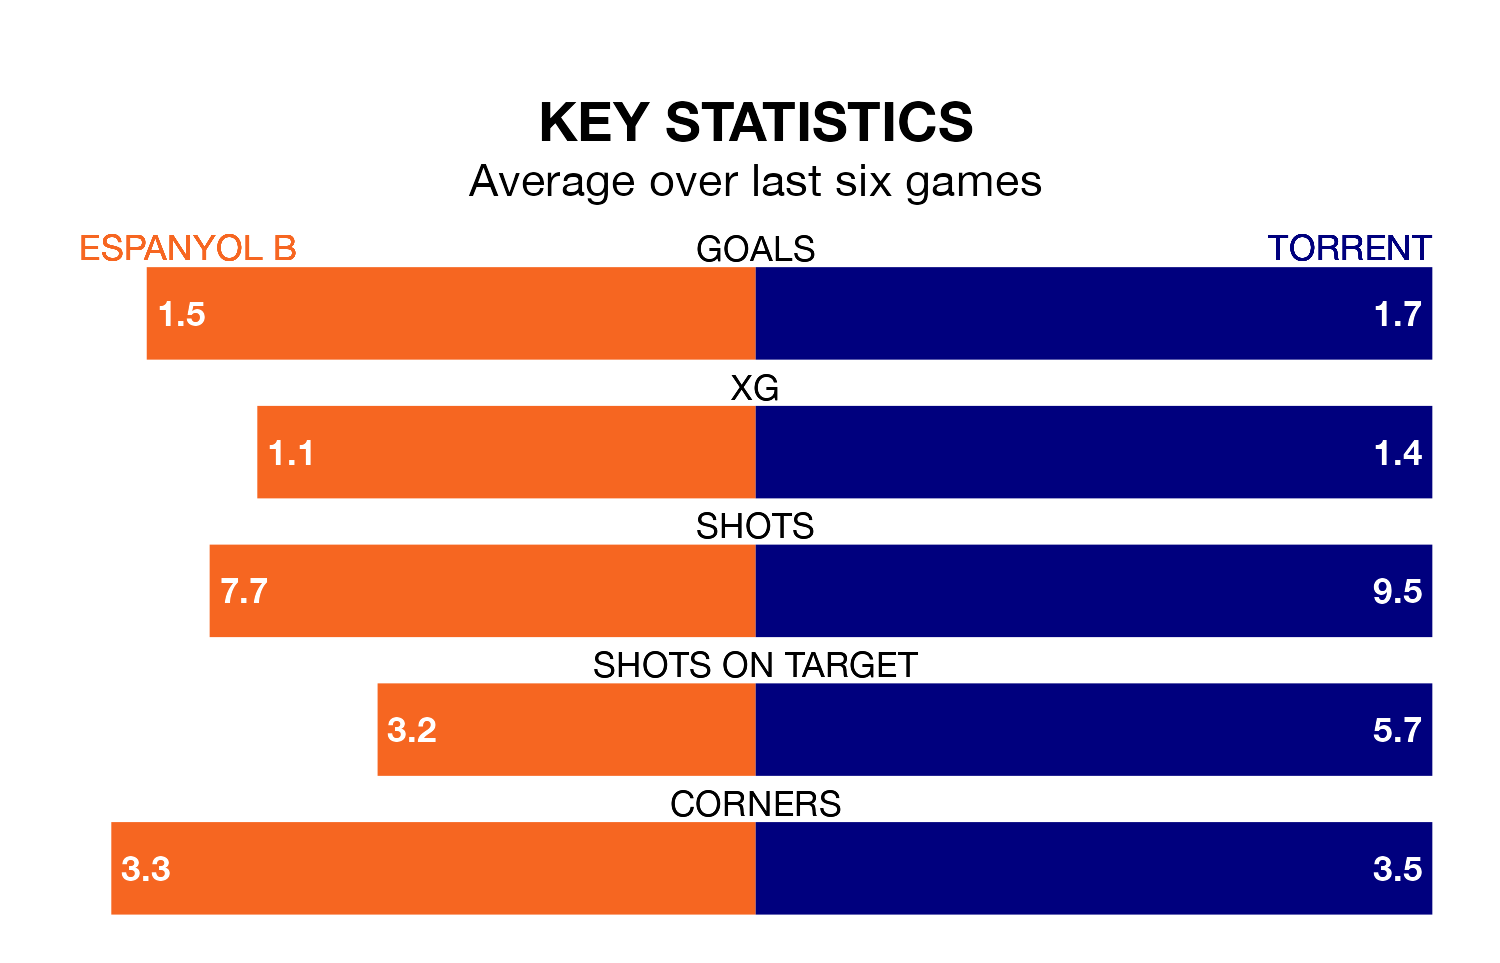 KEY STATISTICS
Average over last six games
ESPANYOL B GOALS TORRENT
1.5 1.7
XG
1.1 1.4
SHOTS
7.7 9.5
SHOTS ON TARGET
3.2 5.7
CORNERS
3.3 3.5